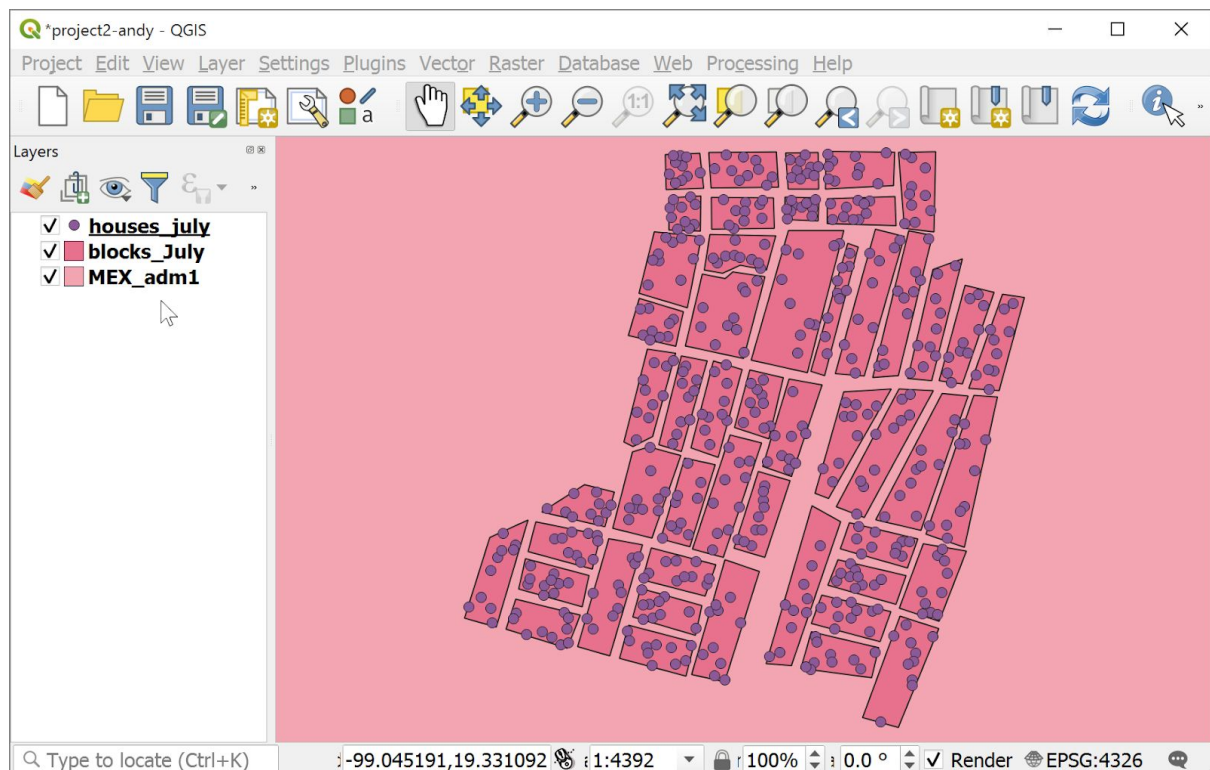 *project2-andy - QGIS
Project Edit View Layer Settings Plugins Vector Raster Database Web Processing Help
1:1
a
Layers
houses_july
blocks_July
MEX_adm1
Type to locate (Ctrl+K) -99.045191,19.331092 1:4392 100% 0.0 ° Render EPSG:4326